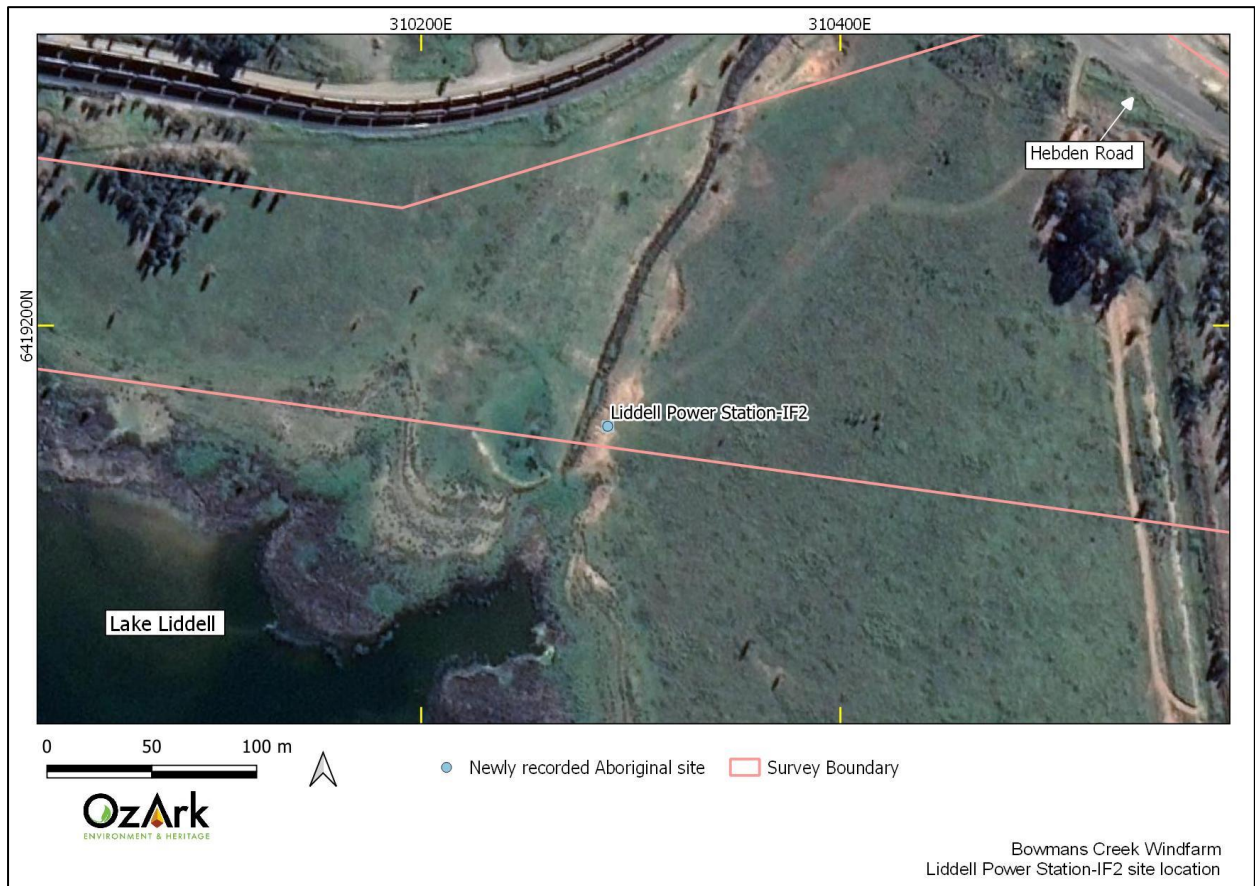 310200E
310400E
Hebden Road
6419200N
Liddell Power Station-IF2
Lake Liddell
0 50 100 m
Newly recorded Aboriginal site
Survey Boundary
OzArk
ENVIRONMENT & HERITAGE
Bowmans Creek Windfarm
Liddell Power Station-IF2 site location